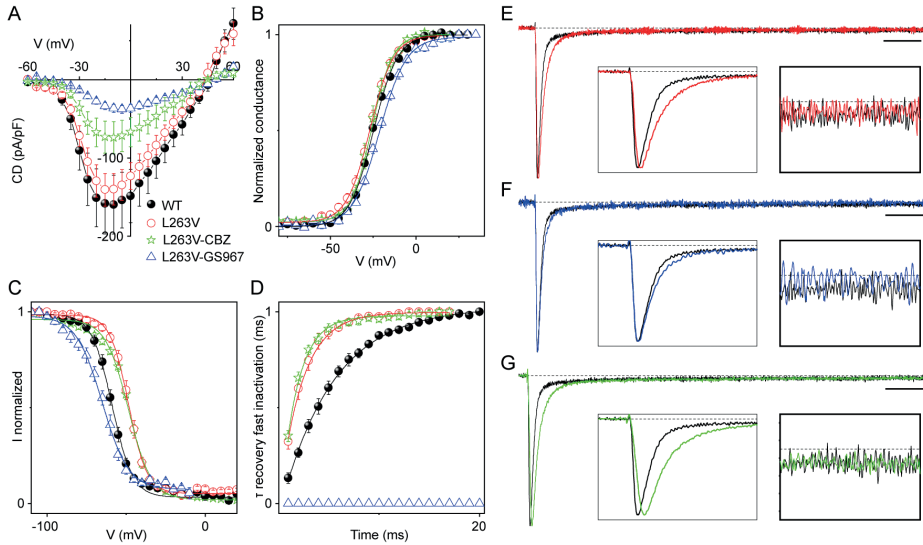 A
V (mV)
-60
-30
0
30
60
CD (pA/pF)
-100
-200
WT
L263V
L263V-CBZ
L263V-GS967
B
Normalized conductance
1
0
-50
0
V (mV)
C
I normalized
1
0
-100
0
V (mV)
D
τ recovery fast inactivation (ms)
1
0
Time (ms)
20
E
F
G